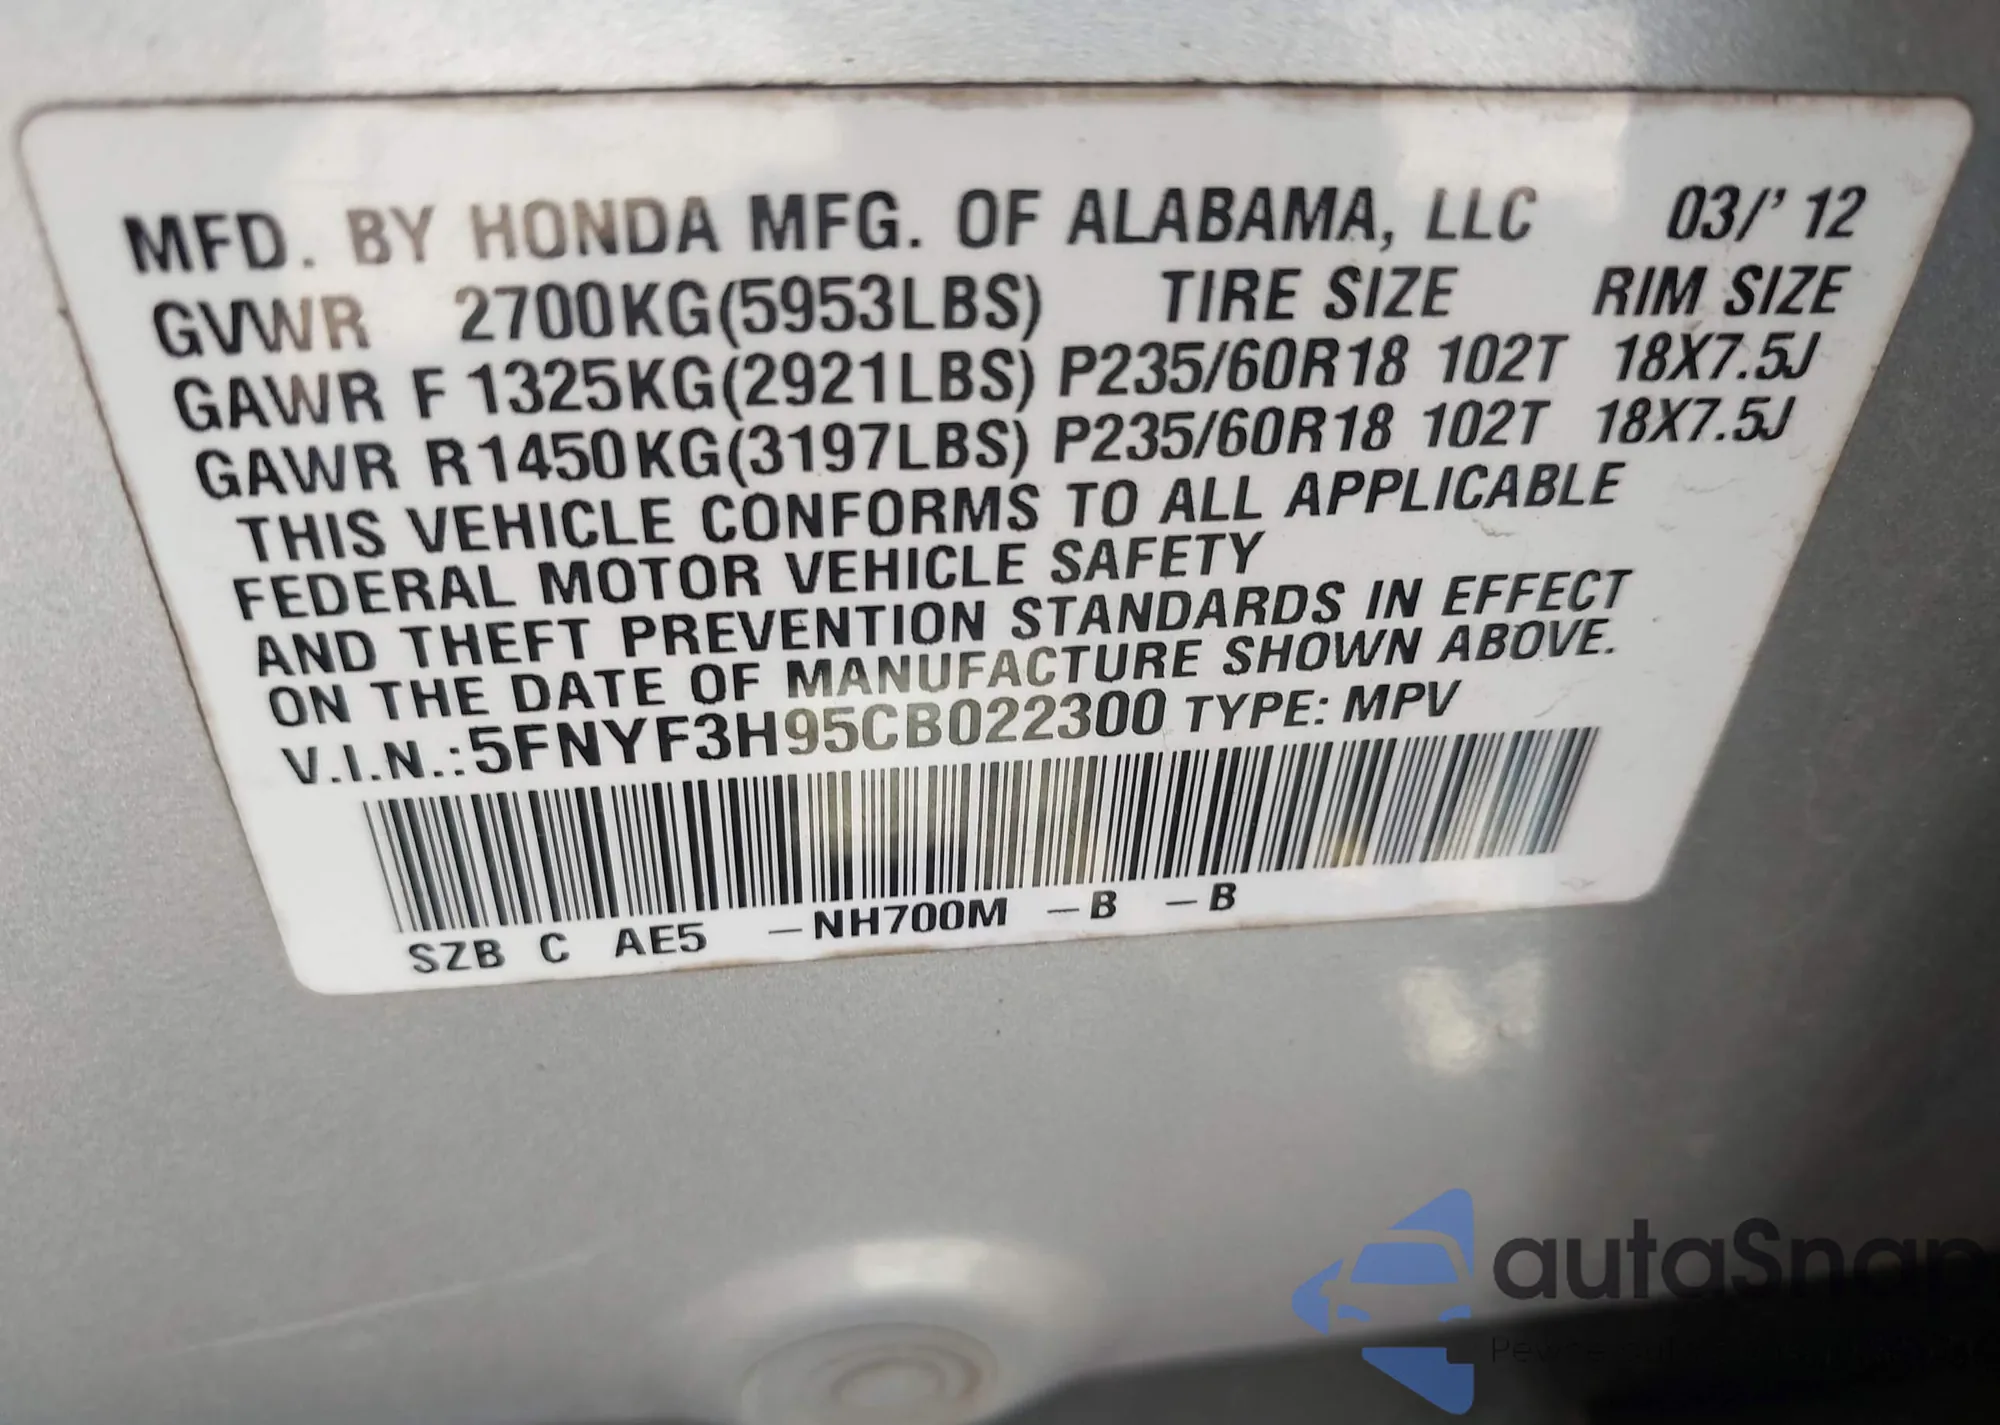 MFD. BY HONDA MFG. OF ALABAMA, LLC 03/'12
GVWR 2700KG(5953LBS) TIRE SIZE RIM SIZE
GAWR F 1325KG(2921LBS) P235/60R18 102T 18X7.5J
GAWR R1450KG(3197LBS) P235/60R18 102T 18X7.5J
THIS VEHICLE CONFORMS TO ALL APPLICABLE
FEDERAL MOTOR VEHICLE SAFETY
AND THEFT PREVENTION STANDARDS IN EFFECT
ON THE DATE OF MANUFACTURE SHOWN ABOVE.
V.I.N.:5FNYF3H95CB022300 TYPE: MPV
SZB C AE5 -NH700M -B -B
autaSnap